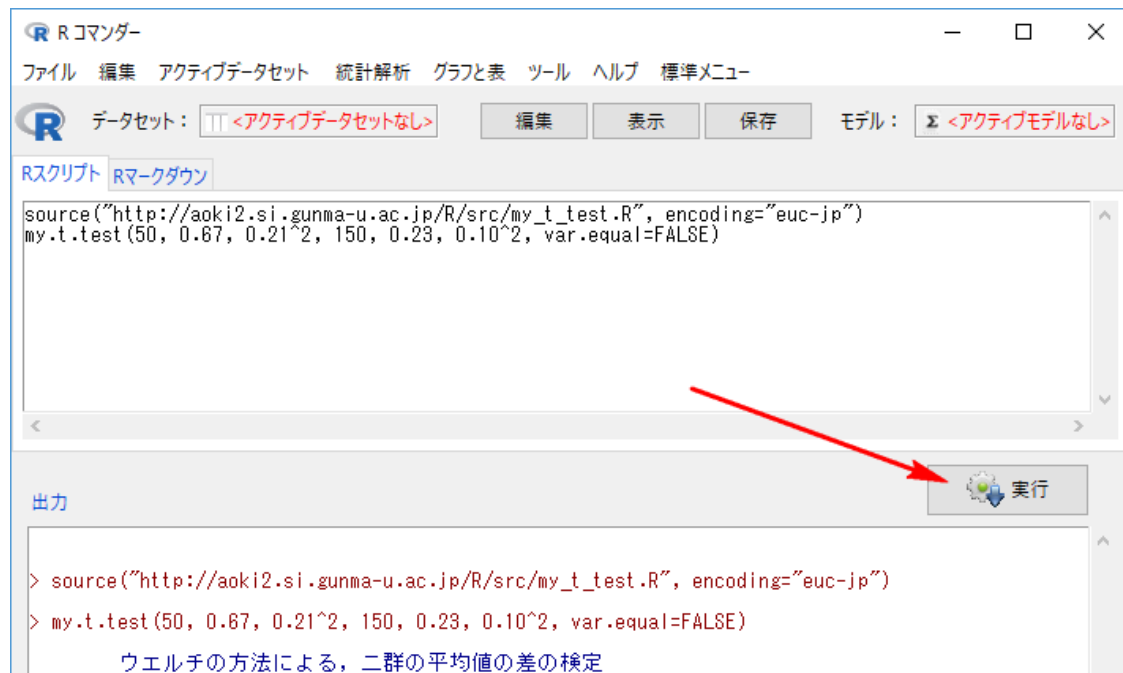 R コマンダー
ファイル 編集 アクティブデータセット 統計解析 グラフと表 ツール ヘルプ 標準メニュー
データセット： <アクティブデータセットなし> 編集 表示 保存 モデル： Σ <アクティブモデルなし>
Rスクリプト Rマークダウン
source("http://aoki2.si.gunma-u.ac.jp/R/src/my_t_test.R", encoding="euc-jp")
my.t.test(50, 0.67, 0.21^2, 150, 0.23, 0.10^2, var.equal=FALSE)
実行
出力
> source("http://aoki2.si.gunma-u.ac.jp/R/src/my_t_test.R", encoding="euc-jp")
> my.t.test(50, 0.67, 0.21^2, 150, 0.23, 0.10^2, var.equal=FALSE)
ウエルチの方法による，二群の平均値の差の検定